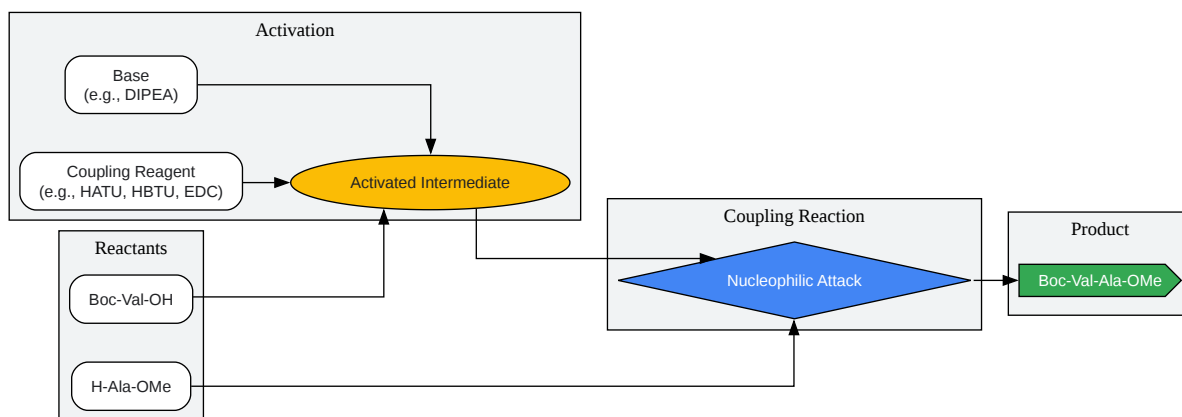 Activation
Base
(e.g., DIPEA)
Coupling Reagent
(e.g., HATU, HBTU, EDC)
Activated Intermediate
Reactants
Boc-Val-OH
H-Ala-OMe
Coupling Reaction
Nucleophilic Attack
Product
Boc-Val-Ala-OMe